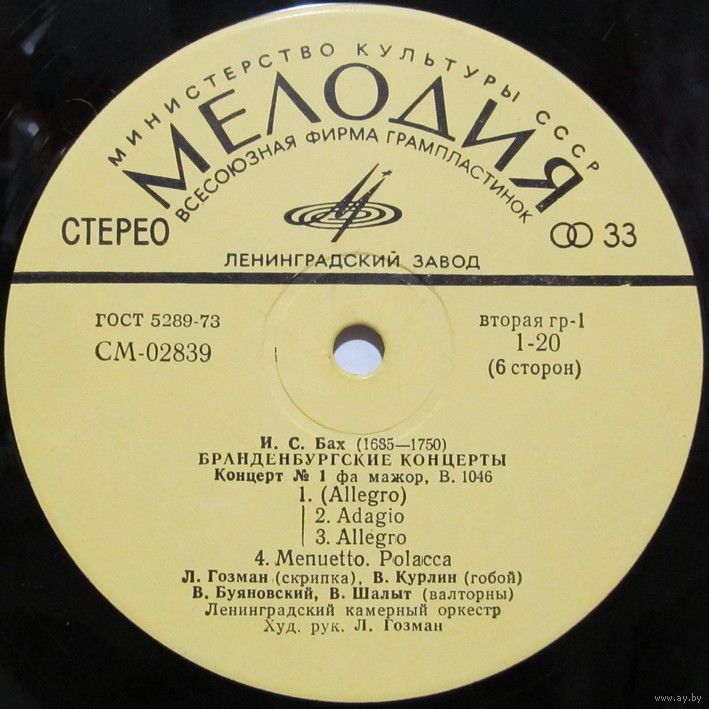 МИНИСТЕРСТВО КУЛЬТУРЫ СССР
МЕЛОДИЯ
ВСЕСОЮЗНАЯ ФИРМА ГРАМПЛАСТИНОК
СТЕРЕО
33
ЛЕНИНГРАДСКИЙ ЗАВОД
ГОСТ 5289-73
СМ-02839
вторая гр-1
1-20
(6 сторон)
И. С. Бах (1685—1750)
БРАНДЕНБУРГСКИЕ КОНЦЕРТЫ
Концерт № 1 фа мажор, В. 1046
1. (Allegro)
2. Adagio
3. Allegro
4. Menuetto. Polacca
Л. Гозман (скрипка), В. Курлин (гобой)
В. Буяновский, В. Шалыт (валторны)
Ленинградский камерный оркестр
Худ. рук. Л. Гозман
www.ay.by